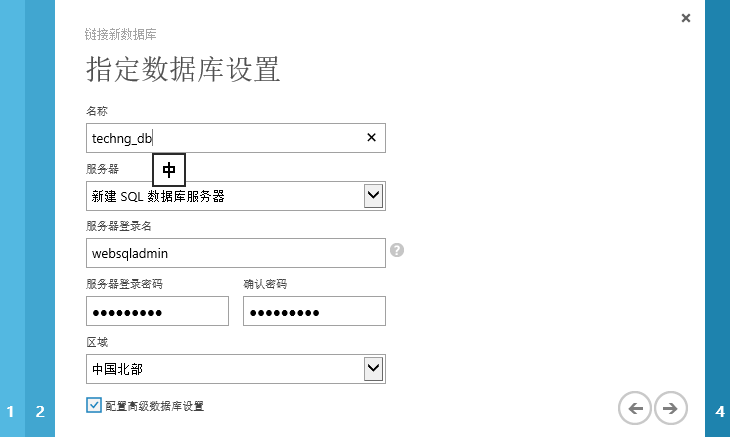 链接新数据库
指定数据库设置
名称
techng_db
服务器
中
新建 SQL 数据库服务器
服务器登录名
websqladmin
?
服务器登录密码 确认密码
●●●●●●●●● ●●●●●●●●●
区域
中国北部
配置高级数据库设置
1 2 4